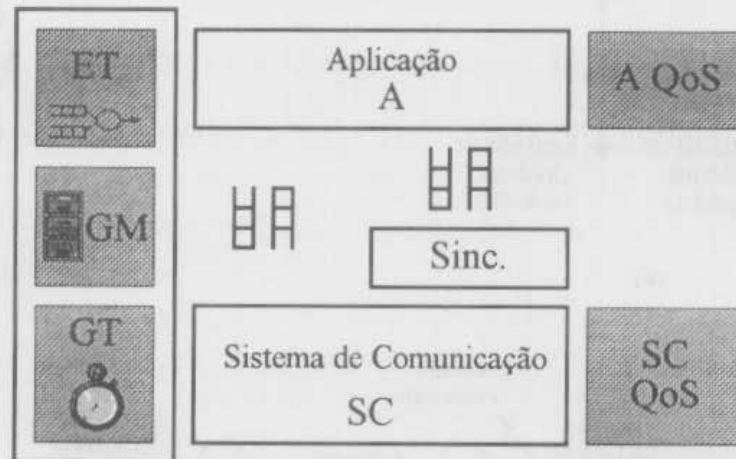 ET
GM
GT
Aplicação
A
A QoS
Sinc.
Sistema de Comunicação
SC
SC
QoS